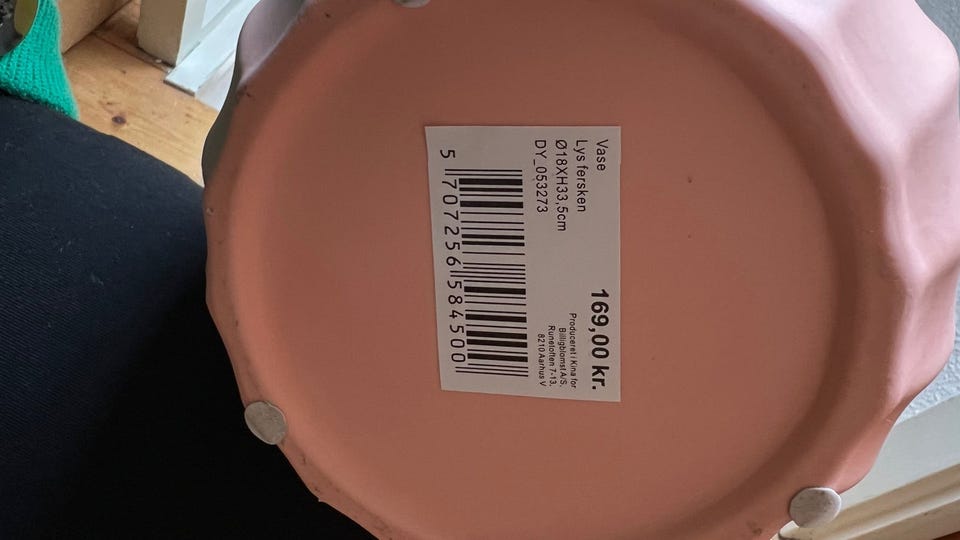 Vase
Lys fersken
Ø18XH33,5cm
DY_053273
169,00 kr.
Produceret i Kina for
Billigblomst A/S,
Runetoften 7-13,
8210 Aarhus V
5 707256 584500